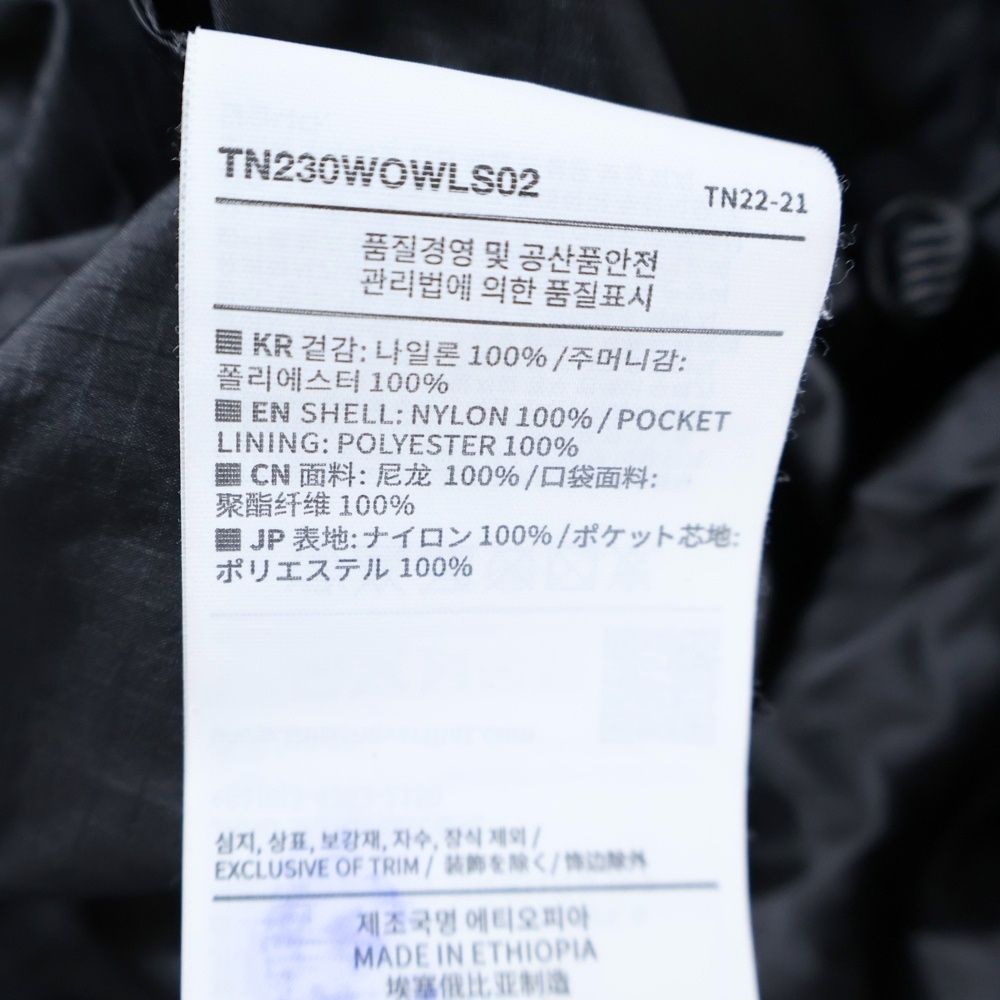 TN230WOWLS02
TN22-21
품질경영 및 공산품안전
관리법에 의한 품질표시
KR 겉감: 나일론 100% /주머니감:
폴리에스터 100%
EN SHELL: NYLON 100% / POCKET
LINING: POLYESTER 100%
CN 面料: 尼龙 100% /口袋面料:
聚酯纤维 100%
JP 表地: ナイロン 100% /ポケット芯地:
ポリエステル 100%
심지, 상표, 보강재, 자수, 장식 제외 /
EXCLUSIVE OF TRIM / 装飾を除く/ 饰边除外
제조국명 에티오피아
MADE IN ETHIOPIA
埃塞俄比亚制造